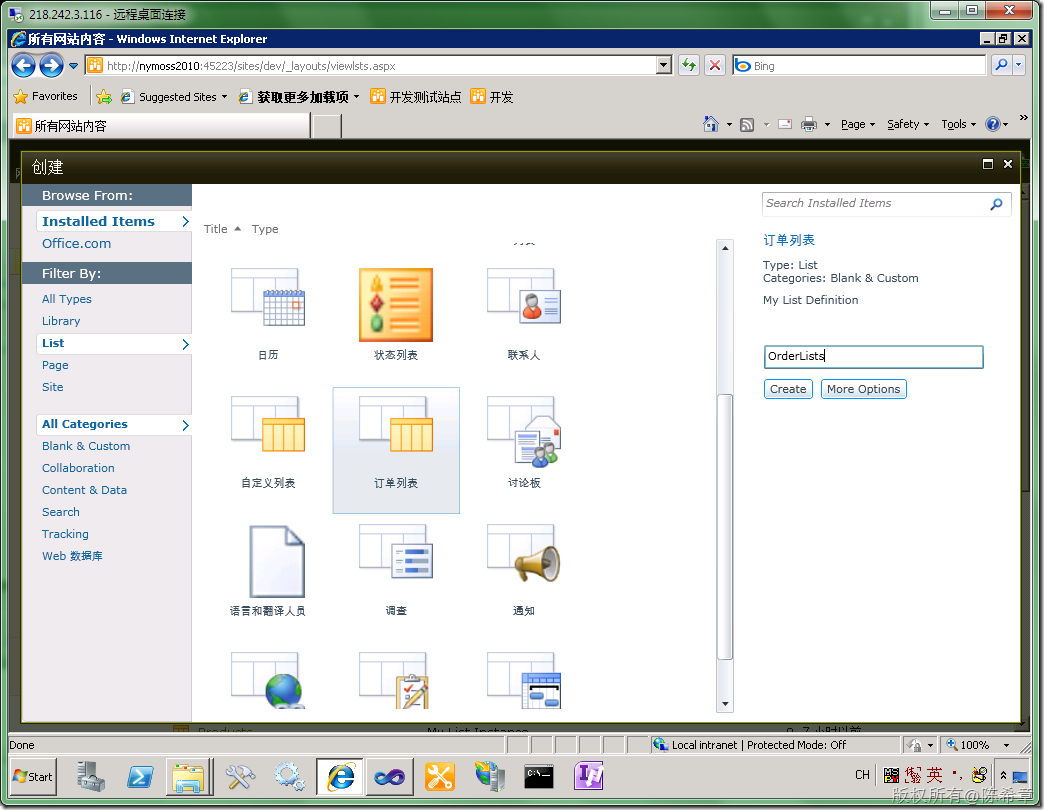 218.242.3.116 - 远程桌面连接
所有网站内容 - Windows Internet Explorer
http://nymoss2010:45223/sites/dev/_layouts/viewlsts.aspx
Bing
Favorites
Suggested Sites
获取更多加载项
开发测试站点
开发
所有网站内容
Page
Safety
Tools
创建
Browse From:
Installed Items
Office.com
Filter By:
All Types
Library
List
Page
Site
All Categories
Blank & Custom
Collaboration
Content & Data
Search
Tracking
Web 数据库
Title
Type
日历
状态列表
联系人
自定义列表
订单列表
讨论板
语言和翻译人员
调查
通知
Search Installed Items
订单列表
Type: List
Categories: Blank & Custom
My List Definition
OrderLists
Create
More Options
Products
My List Instance
7 小时以前
Done
Local intranet | Protected Mode: Off
100%
Start
CH
英
版权所有@陈希章